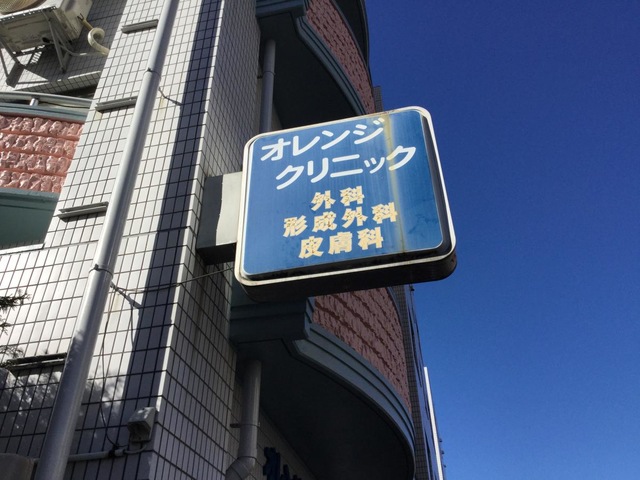 オレンジ
クリニック
外科
形成外科
皮膚科